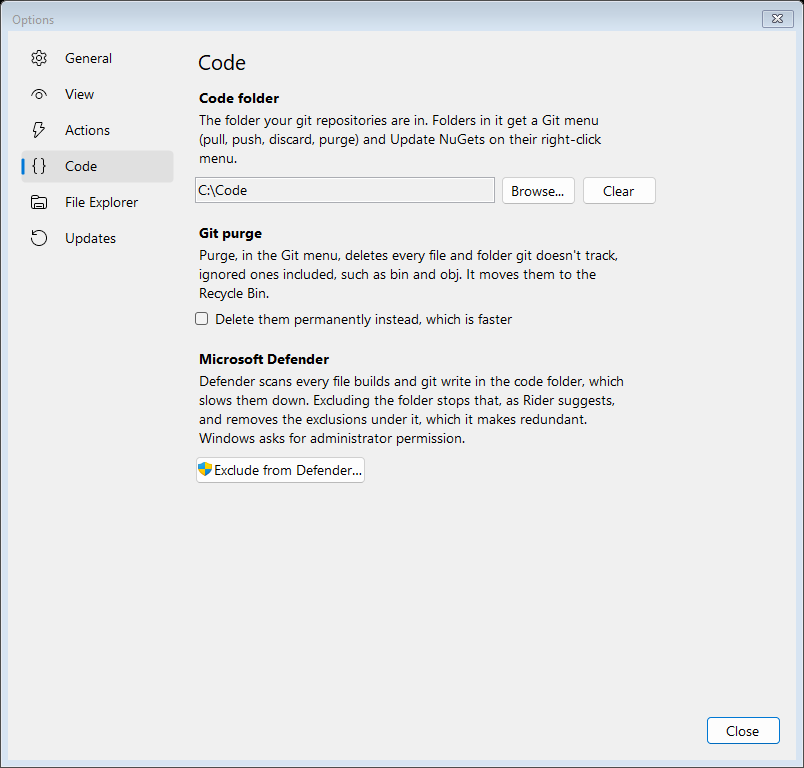 Options
General
View
Actions
Code
File Explorer
Updates
Code
Code folder
The folder your git repositories are in. Folders in it get a Git menu
(pull, push, discard, purge) and Update NuGets on their right-click
menu.
C:\Code
Browse...
Clear
Git purge
Purge, in the Git menu, deletes every file and folder git doesn't track,
ignored ones included, such as bin and obj. It moves them to the
Recycle Bin.
Delete them permanently instead, which is faster
Microsoft Defender
Defender scans every file builds and git write in the code folder, which
slows them down. Excluding the folder stops that, as Rider suggests,
and removes the exclusions under it, which it makes redundant.
Windows asks for administrator permission.
Exclude from Defender...
Close